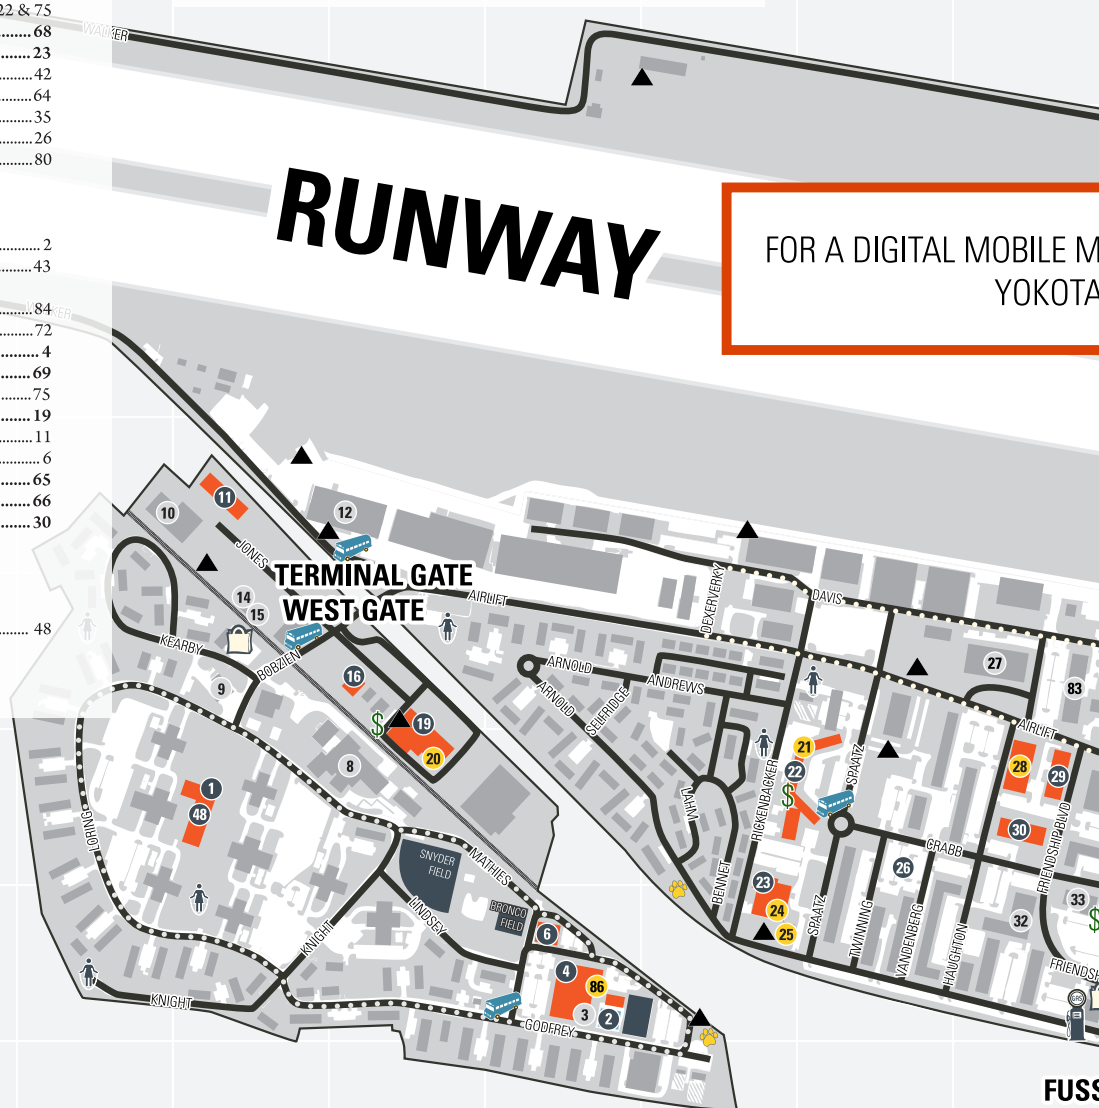 22 & 75
68
23
42
64
35
26
80
2
43
84
72
4
69
75
19
11
6
65
66
30
48
WALKER
RUNWAY
FOR A DIGITAL MOBILE M
YOKOTA
10
11
12
JONES
TERMINAL GATE
WEST GATE
AIRLIFT
14
15
KEARBY
BOBZIEN
9
16
$
19
20
8
1
48
LORING
SNYDER
FIELD
MATHIES
BRONCO
FIELD
LINDSEY
KNIGHT
KNIGHT
6
4
86
3
2
GODFREY
DEXERVERKY
DAVIS
ARNOLD
ARNOLD
ANDREWS
SELFRIDGE
LAHM
BENNET
RICKENBACKER
21
22
$
SPAATZ
SPAATZ
23
24
25
27
83
AIRLIFT
28
29
30
CRABB
FRIENDSHIP BLVD
26
TWINNING
VANDENBERG
HAUGHTON
32
33
$
FRIENDSH
GAS
FUSS